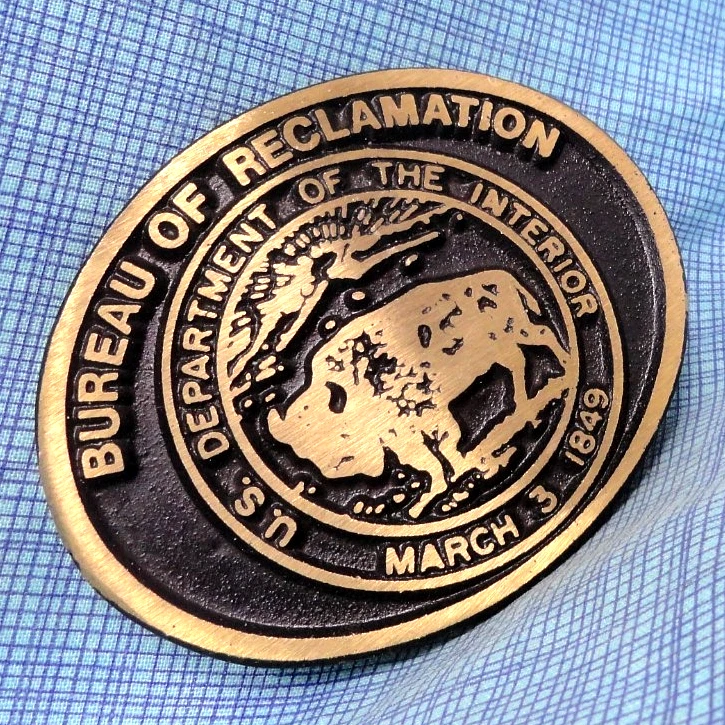 BUREAU OF RECLAMATION
U.S. DEPARTMENT OF THE INTERIOR
MARCH 3 1849